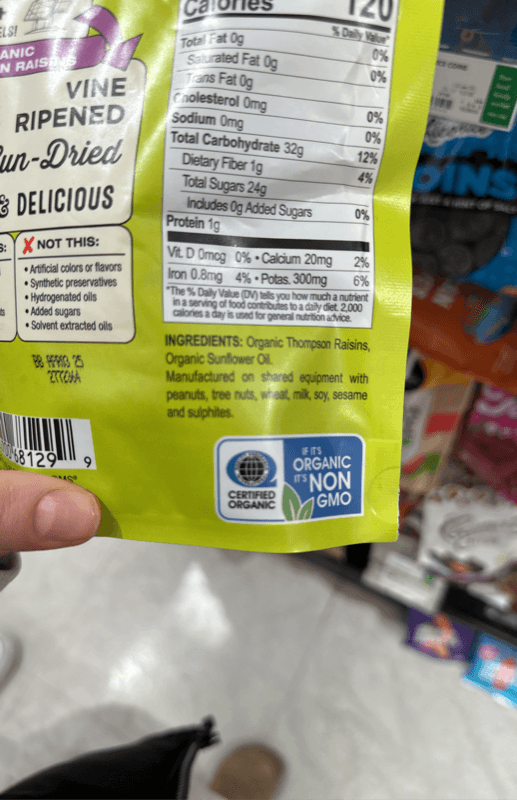 ELS!
ANIC
N RAISINS
VINE
RIPENED
un-Dried
& DELICIOUS
S:
✘ NOT THIS:
• Artificial colors or flavors
• Synthetic preservatives
• Hydrogenated oils
• Added sugars
• Solvent extracted oils
25
68129 9
Calories 120
% Daily Value*
Total Fat 0g 0%
Saturated Fat 0g 0%
Trans Fat 0g
Cholesterol 0mg 0%
Sodium 0mg 0%
Total Carbohydrate 32g 12%
Dietary Fiber 1g 4%
Total Sugars 24g
Includes 0g Added Sugars 0%
Protein 1g
Vit. D 0mcg 0% • Calcium 20mg 2%
Iron 0.8mg 4% • Potas. 300mg 6%
*The % Daily Value (DV) tells you how much a nutrient
in a serving of food contributes to a daily diet. 2,000
calories a day is used for general nutrition advice.
INGREDIENTS: Organic Thompson Raisins,
Organic Sunflower Oil.
Manufactured on shared equipment with
peanuts, tree nuts, wheat, milk, soy, sesame
and sulphites.
CERTIFIED
ORGANIC
IF IT'S
ORGANIC
IT'S NON
GMO